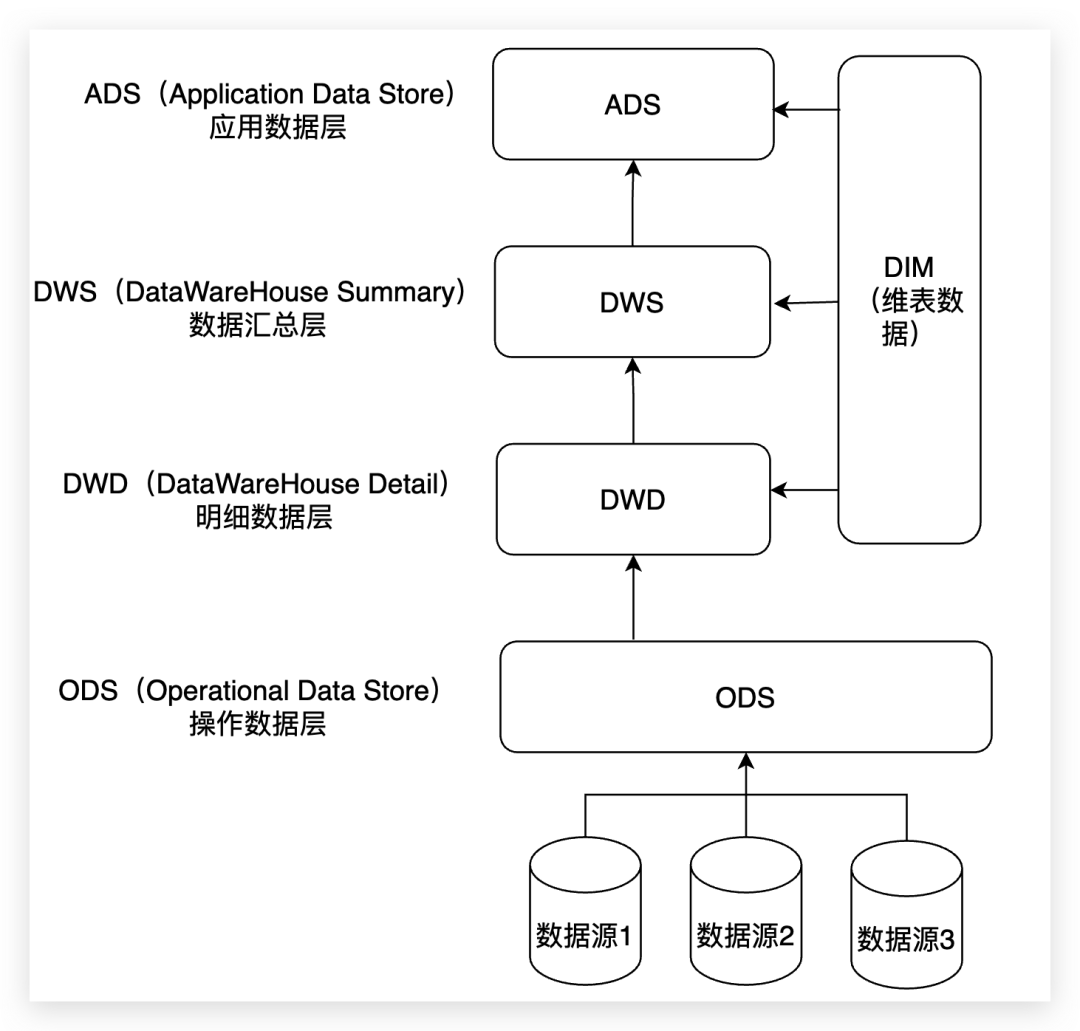 ADS（Application Data Store）
应用数据层
ADS
DWS（DataWareHouse Summary）
数据汇总层
DWS
DIM
（维表数
据）
DWD（DataWareHouse Detail）
明细数据层
DWD
ODS（Operational Data Store）
操作数据层
ODS
数据源1
数据源2
数据源3